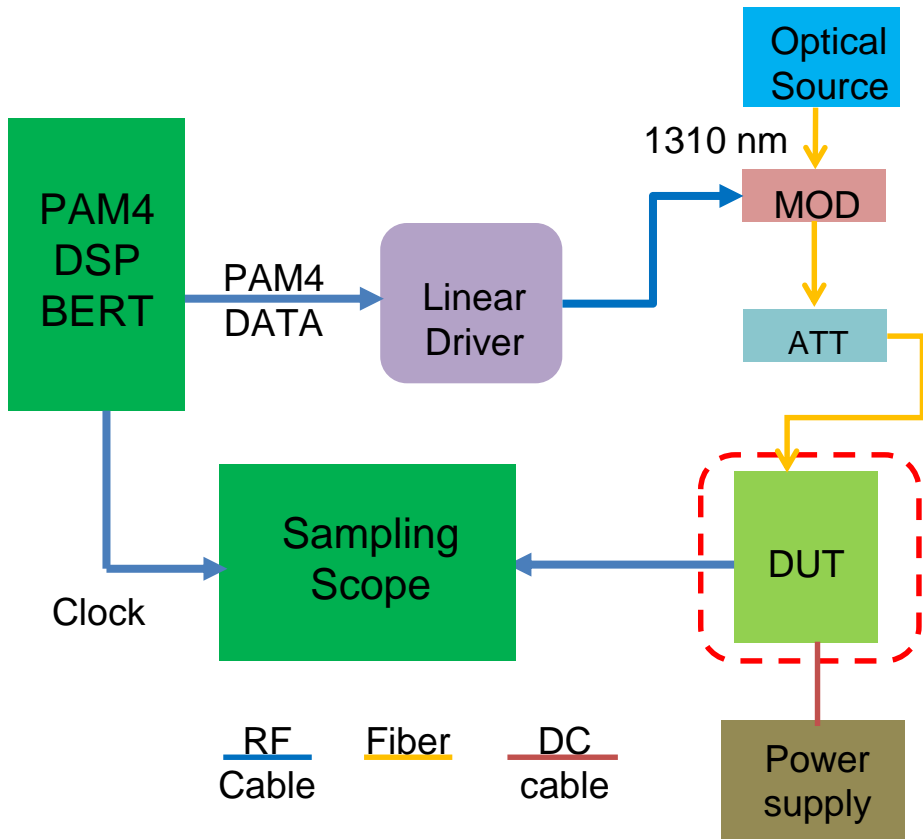 Optical
Source
1310 nm
MOD
PAM4
DSP
BERT
PAM4
DATA
Linear
Driver
ATT
Sampling
Scope
DUT
Clock
RF
Cable
Fiber
DC
cable
Power
supply